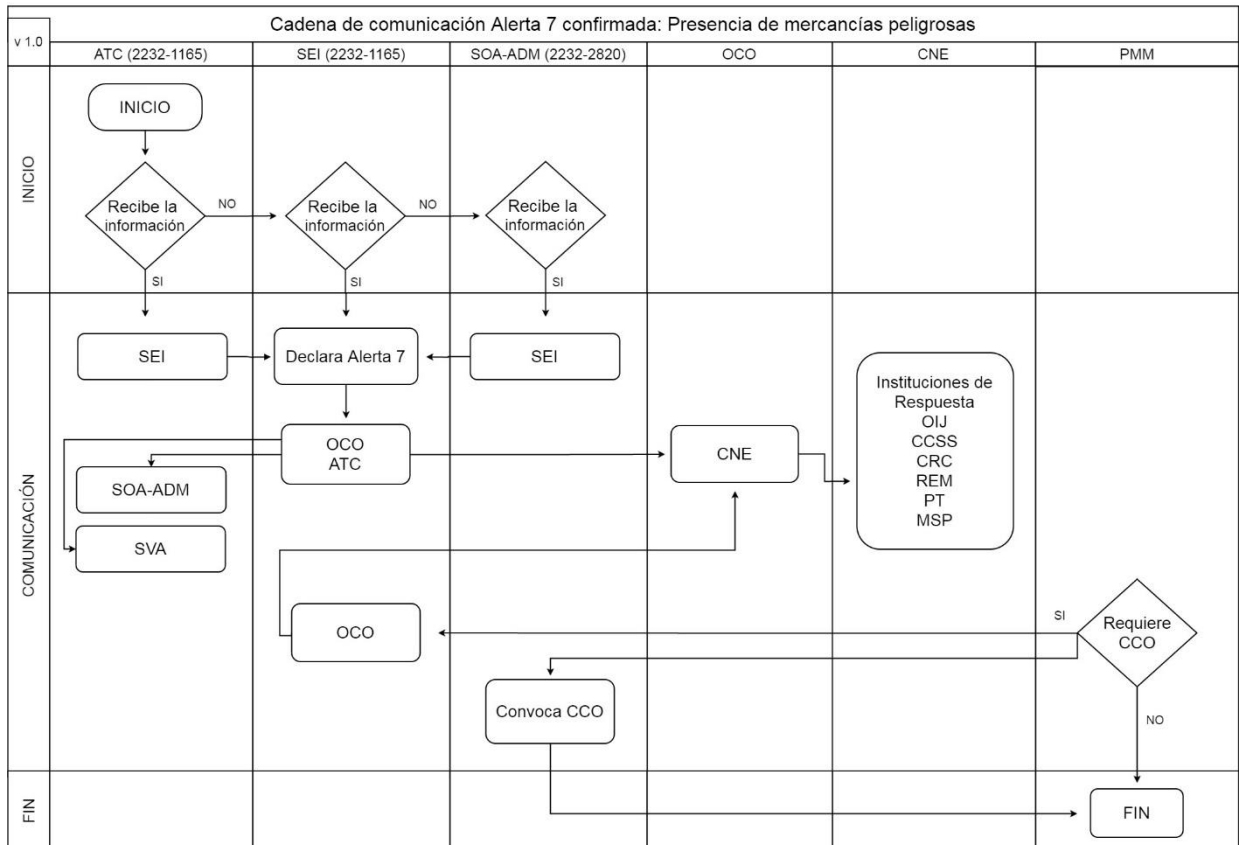 Cadena de comunicación Alerta 7 confirmada: Presencia de mercancías peligrosas
v 1.0
ATC (2232-1165)
SEI (2232-1165)
SOA-ADM (2232-2820)
OCO
CNE
PMM
INICIO
INICIO
Recibe la
información
NO
Recibe la
información
NO
Recibe la
información
SI
SI
SI
COMUNICACIÓN
SEI
Declara Alerta 7
SEI
OCO
ATC
CNE
Instituciones de
Respuesta
OIJ
CCSS
CRC
REM
PT
MSP
SOA-ADM
SVA
OCO
SI
Requiere
CCO
Convoca CCO
NO
FIN
FIN